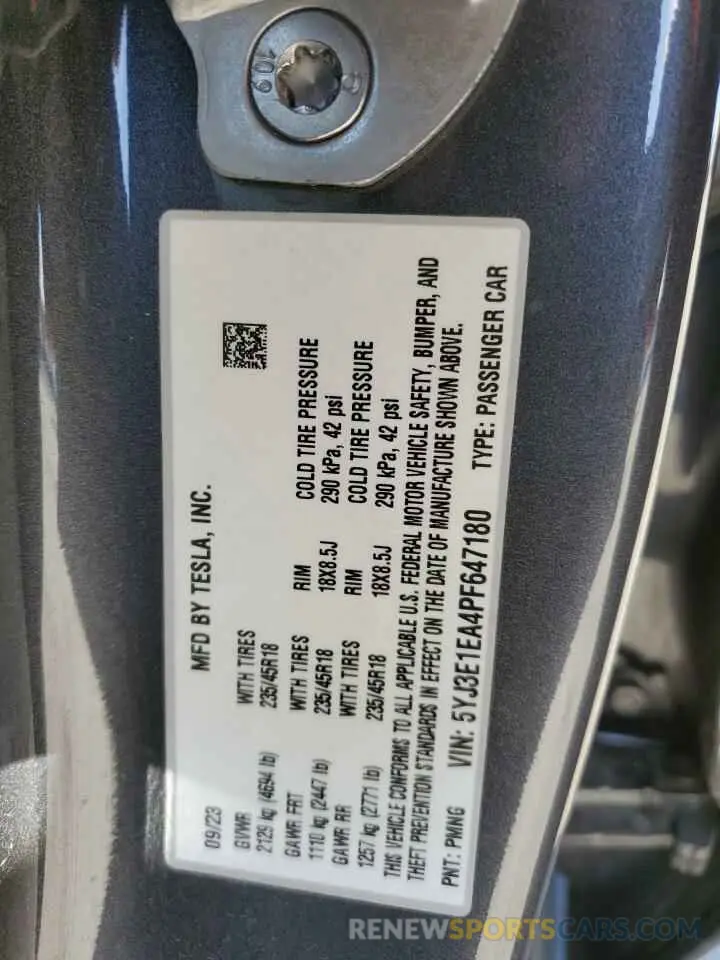 MFD BY TESLA, INC.
09/23
GVWR WITH TIRES
2129 kg (4694 lb) 235/45R18
GAWR FRT WITH TIRES RIM COLD TIRE PRESSURE
1110 kg (2447 lb) 235/45R18 18X8.5J 290 kPa, 42 psi
GAWR RR WITH TIRES RIM COLD TIRE PRESSURE
1257 kg (2771 lb) 235/45R18 18X8.5J 290 kPa, 42 psi
THIS VEHICLE CONFORMS TO ALL APPLICABLE U.S. FEDERAL MOTOR VEHICLE SAFETY, BUMPER, AND
THEFT PREVENTION STANDARDS IN EFFECT ON THE DATE OF MANUFACTURE SHOWN ABOVE.
PNT: PMNG VIN: 5YJ3E1EA4PF647180 TYPE: PASSENGER CAR
RENEWSPORTSCARS.COM